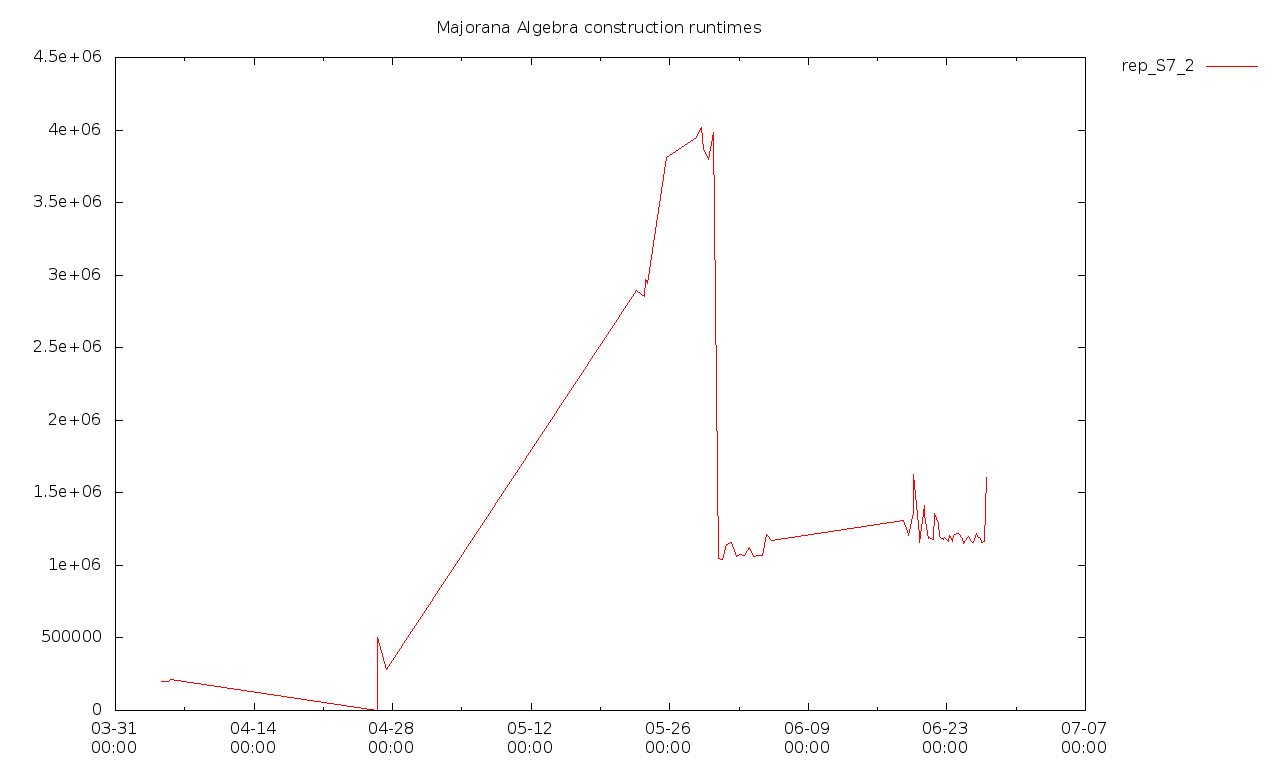 Majorana Algebra construction runtimes
rep_S7_2
4.5e+06
4e+06
3.5e+06
3e+06
2.5e+06
2e+06
1.5e+06
1e+06
500000
0
03-31 04-14 04-28 05-12 05-26 06-09 06-23 07-07
00:00 00:00 00:00 00:00 00:00 00:00 00:00 00:00